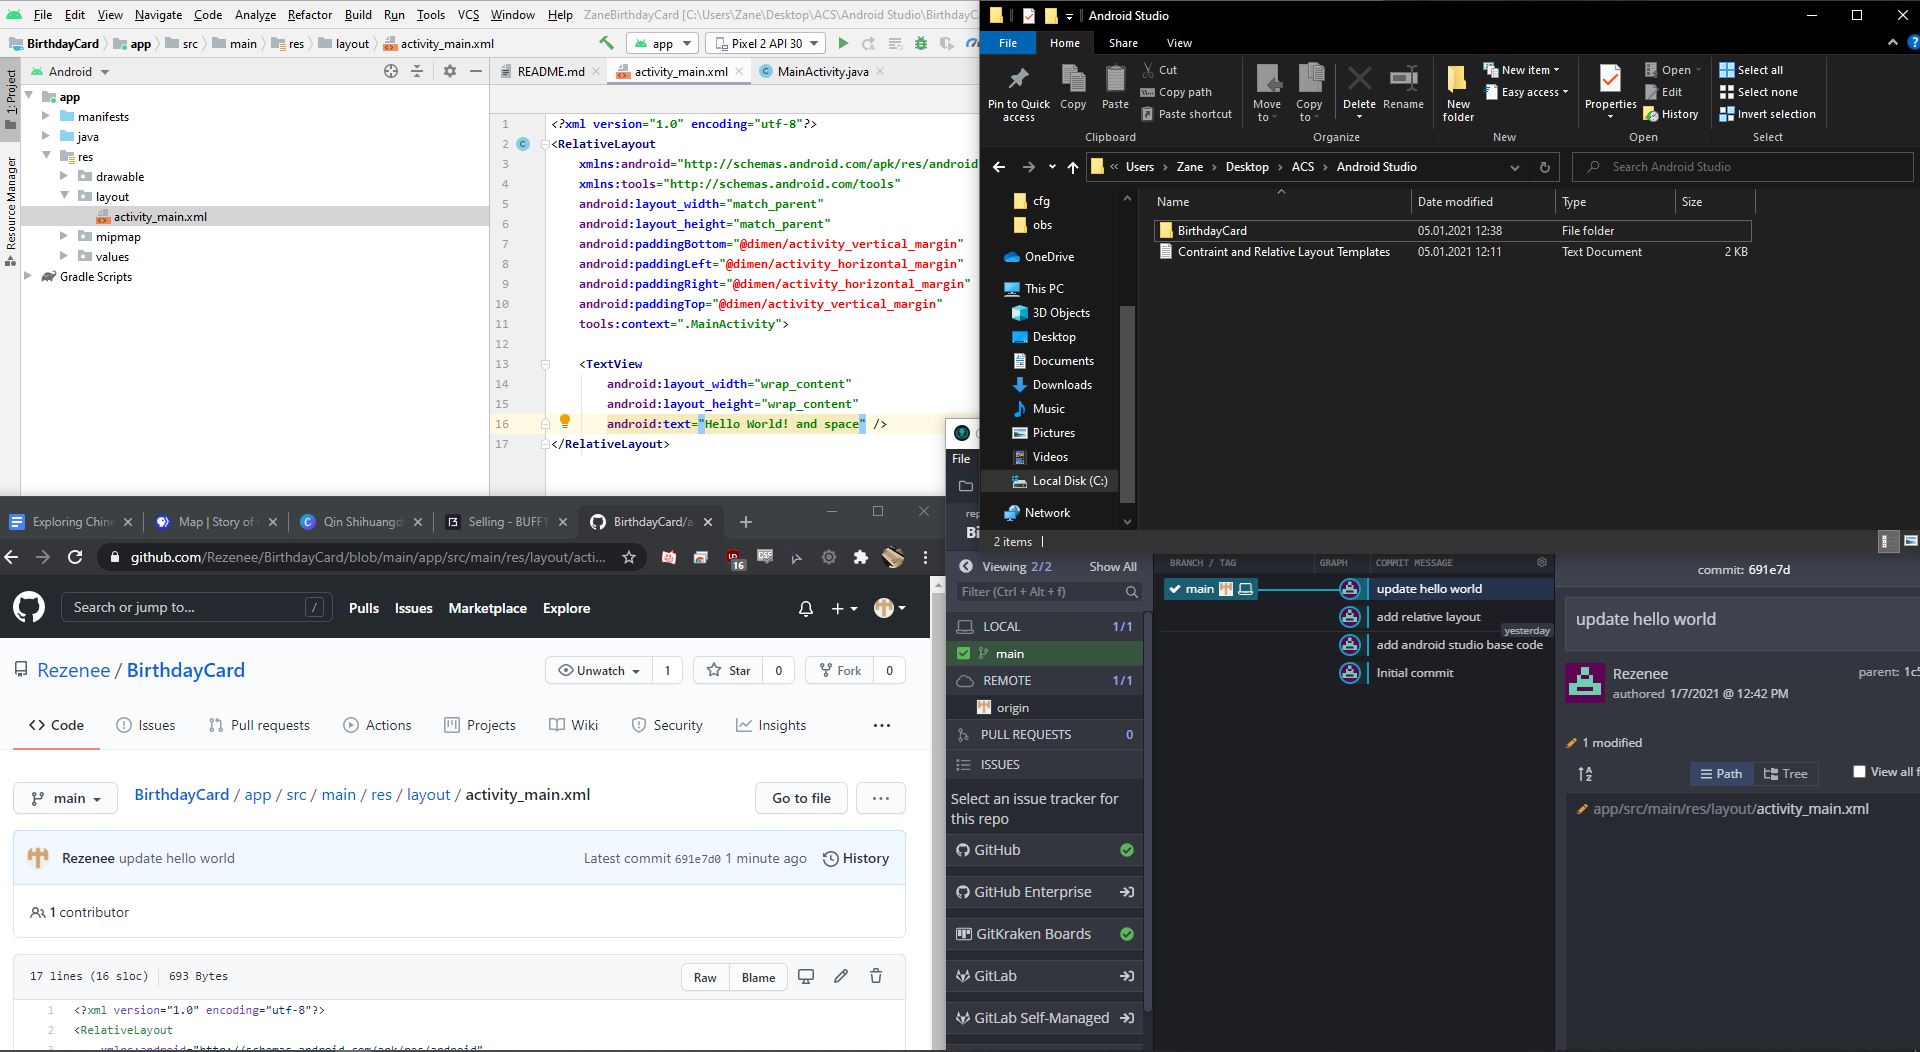 File Edit View Navigate Code Analyze Refactor Build Run Tools VCS Window Help ZaneBirthdayCard [C:\Users\Zane\Desktop\ACS\Android Studio\BirthdayCard
BirthdayCard app src main res layout activity_main.xml app Pixel 2 API 30
1: Project
Resource Manager
Android
README.md activity_main.xml MainActivity.java
app
manifests
java
res
drawable
layout
activity_main.xml
mipmap
values
Gradle Scripts
1 <?xml version="1.0" encoding="utf-8"?>
2 <RelativeLayout
3 xmlns:android="http://schemas.android.com/apk/res/android
4 xmlns:tools="http://schemas.android.com/tools"
5 android:layout_width="match_parent"
6 android:layout_height="match_parent"
7 android:paddingBottom="@dimen/activity_vertical_margin"
8 android:paddingLeft="@dimen/activity_horizontal_margin"
9 android:paddingRight="@dimen/activity_horizontal_margin"
10 android:paddingTop="@dimen/activity_vertical_margin"
11 tools:context=".MainActivity">
12
13 <TextView
14 android:layout_width="wrap_content"
15 android:layout_height="wrap_content"
16 android:text="Hello World! and space" />
17 </RelativeLayout>
Android Studio
File Home Share View
Pin to Quick access
Copy
Paste
Cut
Copy path
Paste shortcut
Clipboard
Move to
Copy to
Delete
Rename
Organize
New folder
New item
Easy access
New
Properties
Open
Edit
History
Open
Select all
Select none
Invert selection
Select
« Users > Zane > Desktop > ACS > Android Studio
Search Android Studio
cfg
obs
OneDrive
This PC
3D Objects
Desktop
Documents
Downloads
Music
Pictures
Videos
Local Disk (C:)
Network
Name Date modified Type Size
BirthdayCard 05.01.2021 12:38 File folder
Contraint and Relative Layout Templates 05.01.2021 12:11 Text Document 2 KB
2 items
Exploring Chine Map | Story of Qin Shihuangd Selling - BUFF1 BirthdayCard/a
github.com/Rezenee/BirthdayCard/blob/main/app/src/main/res/layout/acti...
16
Search or jump to... / Pulls Issues Marketplace Explore
Rezenee / BirthdayCard
Unwatch 1 Star 0 Fork 0
Code Issues Pull requests Actions Projects Wiki Security Insights ...
main BirthdayCard / app / src / main / res / layout / activity_main.xml Go to file ...
Rezenee update hello world Latest commit 691e7d0 1 minute ago History
1 contributor
17 lines (16 sloc) 693 Bytes Raw Blame
1 <?xml version="1.0" encoding="utf-8"?>
2 <RelativeLayout
xmlns:android="http://schemas.android.com/apk/res/android"
File
rep
Bi
Viewing 2/2 Show All
Filter (Ctrl + Alt + f)
LOCAL 1/1
main
REMOTE 1/1
origin
PULL REQUESTS 0
ISSUES
Select an issue tracker for
this repo
GitHub
GitHub Enterprise
GitKraken Boards
GitLab
GitLab Self-Managed
BRANCH / TAG GRAPH COMMIT MESSAGE
main update hello world
add relative layout
yesterday
add android studio base code
Initial commit
commit: 691e7d
update hello world
Rezenee
authored 1/7/2021 @ 12:42 PM
parent: 1c5
1 modified
Path Tree View all f
app/src/main/res/layout/activity_main.xml